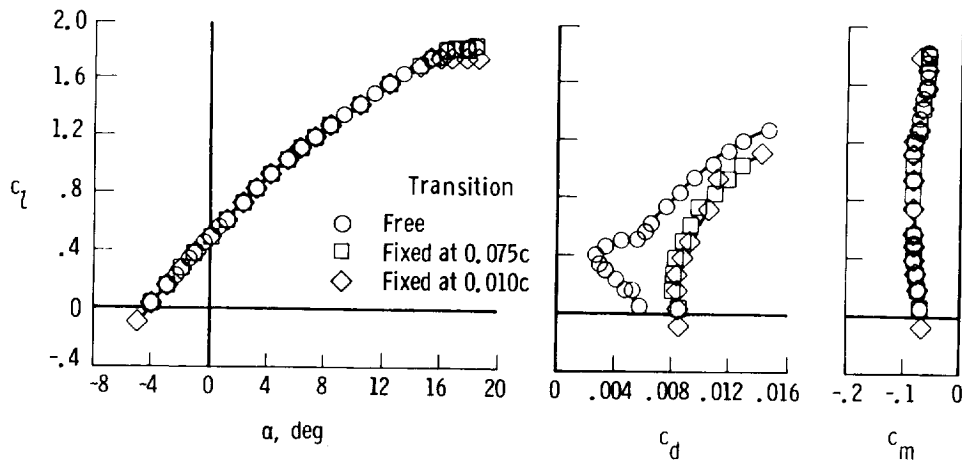 2.0
1.6
1.2
.8
.4
0
-.4
c_l
Transition
Free
Fixed at 0.075c
Fixed at 0.010c
-8 -4 0 4 8 12 16 20
α, deg
0 .004 .008 .012 .016
c_d
-.2 -.1 0
c_m